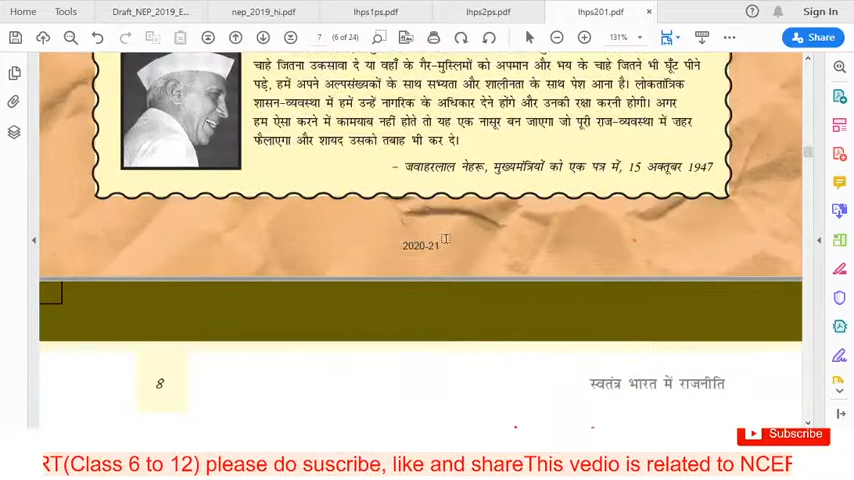 Home
Tools
Draft_NEP_2019_E...
nep_2019_hi.pdf
lhps1ps.pdf
lhps2ps.pdf
lhps201.pdf
Sign In
7
(6 of 24)
131%
Share
चाहे जितना उकसावा दे या वहाँ के गैर-मुस्लिमों को अपमान और भय के चाहे जितने भी घूँट पीने
पड़े, हमें अपने अल्पसंख्यकों के साथ सभ्यता और शालीनता के साथ पेश आना है। लोकतांत्रिक
शासन-व्यवस्था में हमें उन्हें नागरिक के अधिकार देने होंगे और उनकी रक्षा करनी होगी। अगर
हम ऐसा करने में कामयाब नहीं होते तो यह एक नासूर बन जाएगा जो पूरी राज-व्यवस्था में ज़हर
फैलाएगा और शायद उसको तबाह भी कर दे।
– जवाहरलाल नेहरू, मुख्यमंत्रियों को एक पत्र में, 15 अक्तूबर 1947
2020-21
8
स्वतंत्र भारत में राजनीति
Subscribe
RT(Class 6 to 12) please do suscribe, like and shareThis vedio is related to NCER